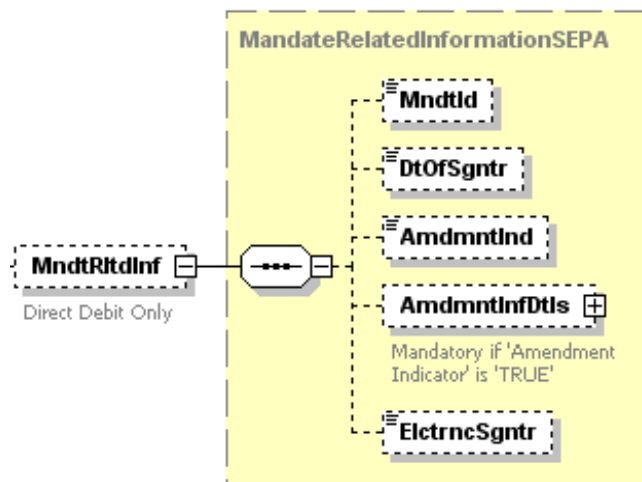 MandateRelatedInformationSEPA
MndtId
DtOfSgntr
AmdmntInd
MndtRltdInf
Direct Debit Only
AmdmntInfDtls
Mandatory if 'Amendment
Indicator' is 'TRUE'
ElctrncSgntr